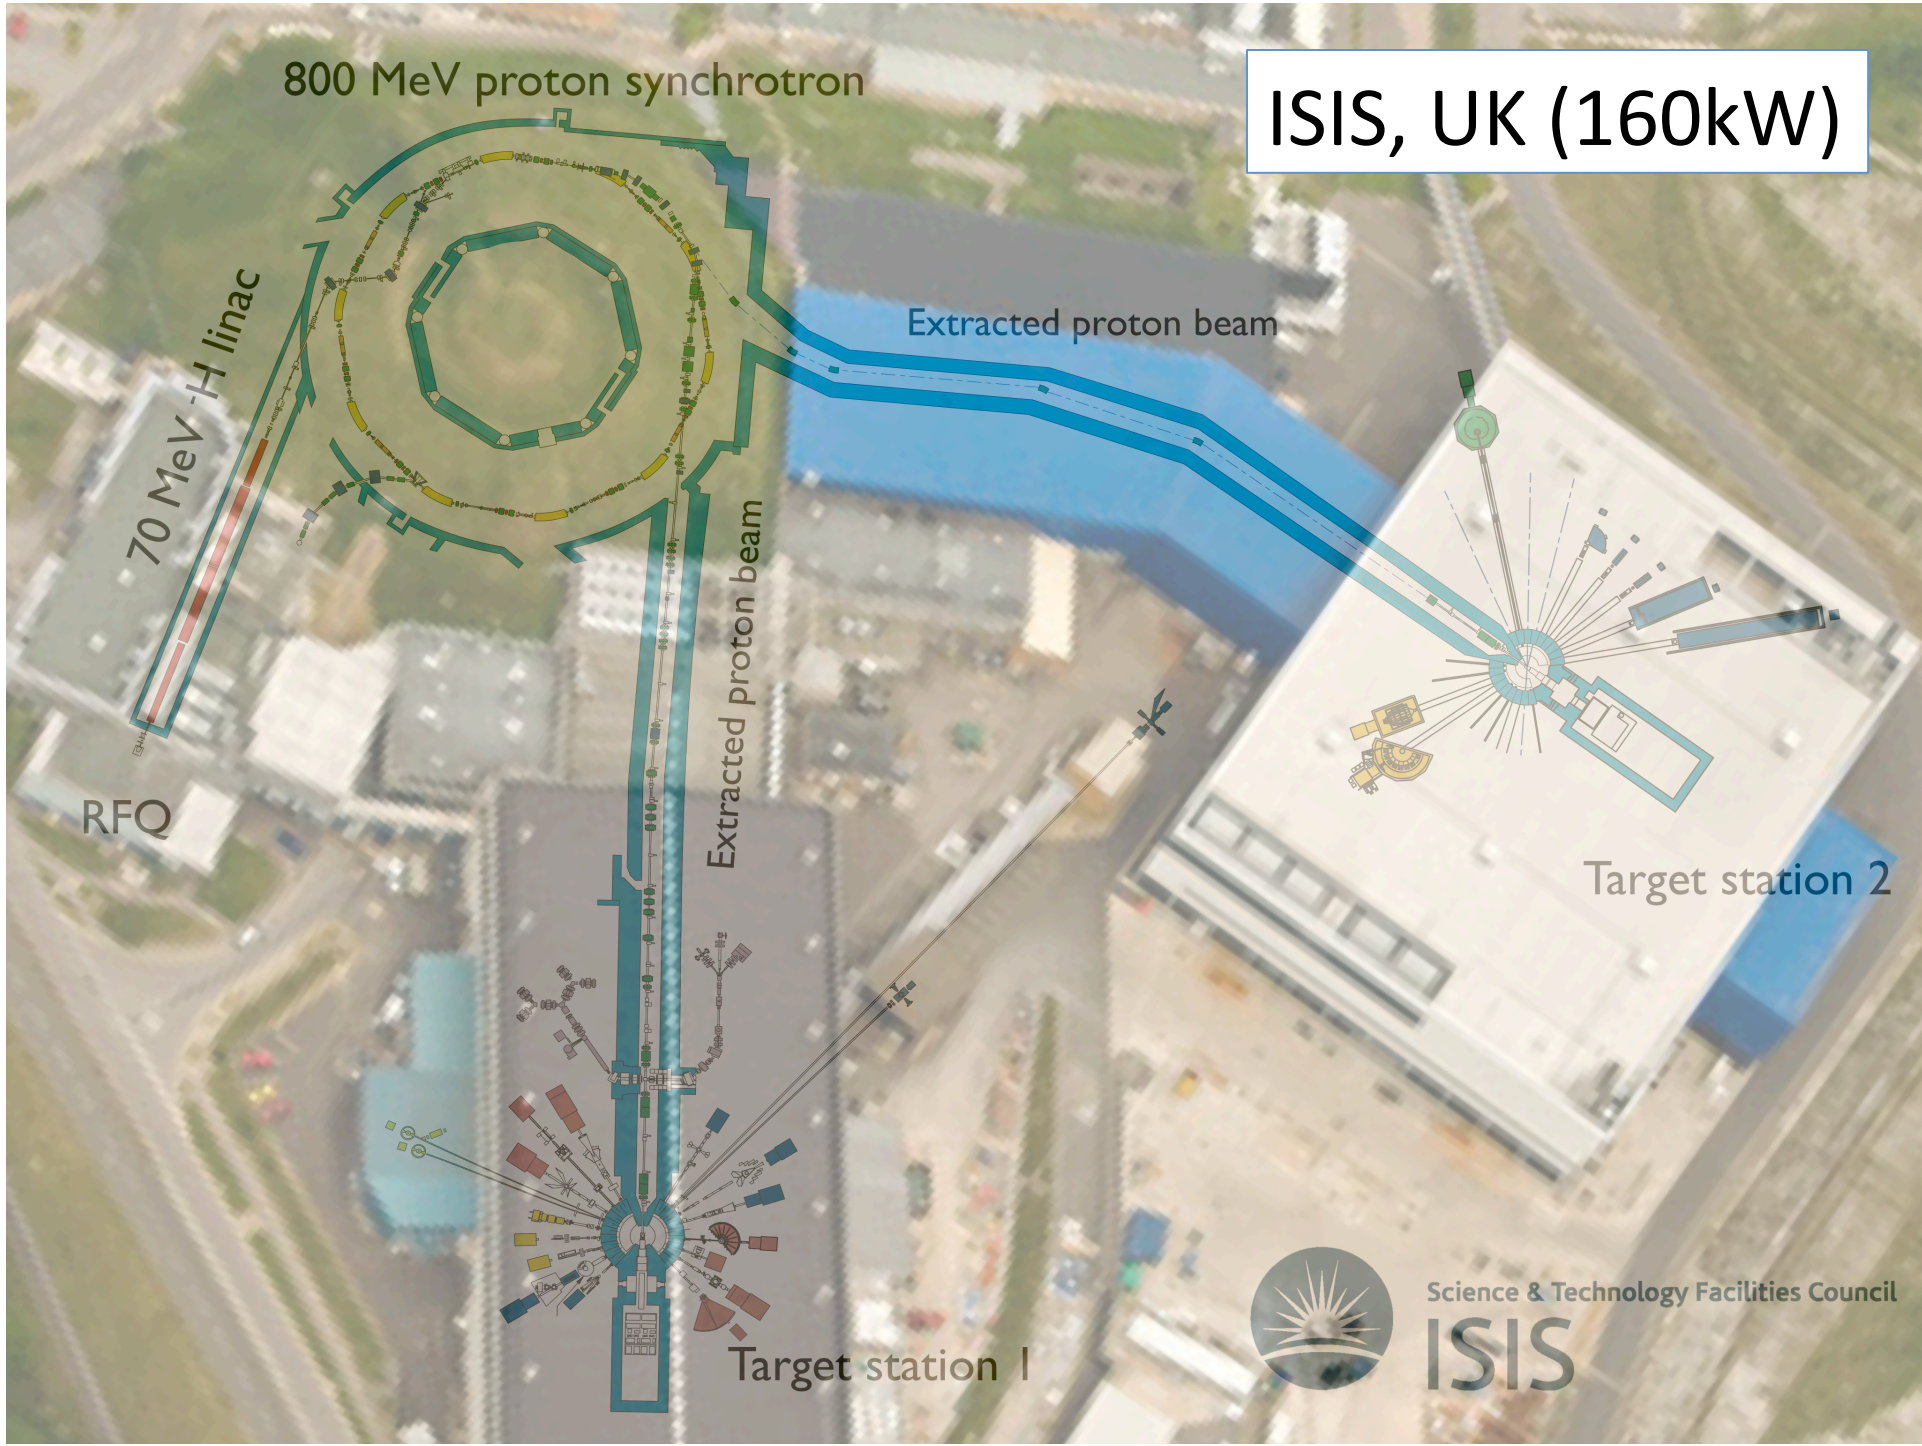 800 MeV proton synchrotron
ISIS, UK (160kW)
70 MeV -H linac
Extracted proton beam
Extracted proton beam
RFQ
Target station 2
Target station 1
Science & Technology Facilities Council
ISIS